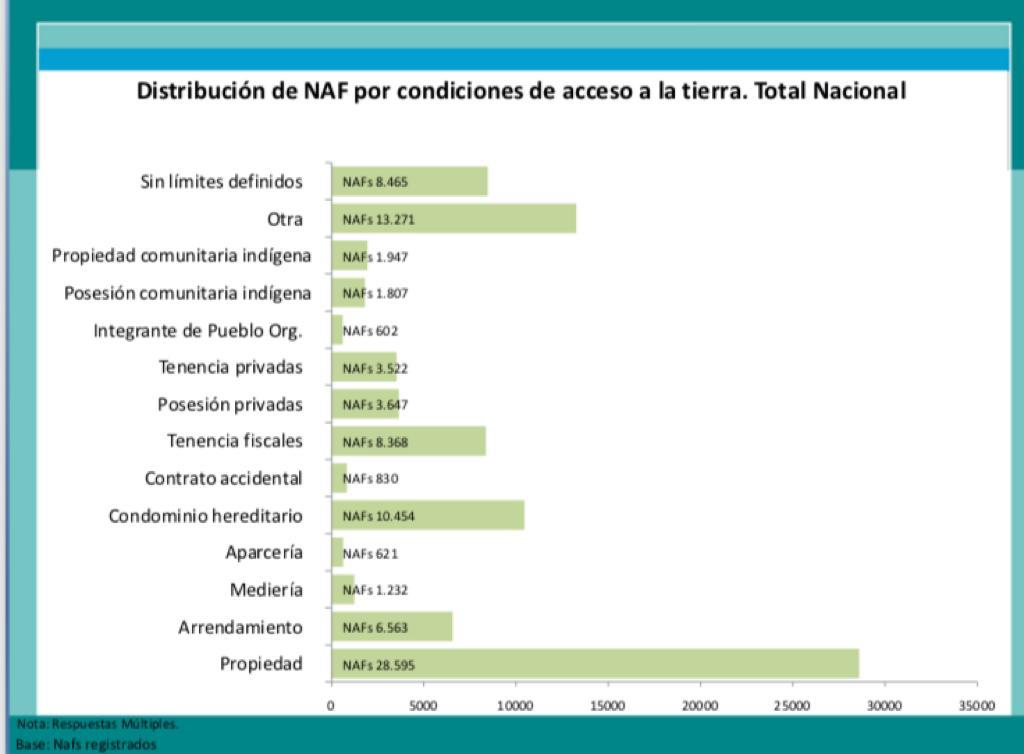 Distribución de NAF por condiciones de acceso a la tierra. Total Nacional
Sin límites definidos NAFs 8.465
Otra NAFs 13.271
Propiedad comunitaria indígena NAFs 1.947
Posesión comunitaria indígena NAFs 1.807
Integrante de Pueblo Org. NAFs 602
Tenencia privadas NAFs 3.522
Posesión privadas NAFs 3.647
Tenencia fiscales NAFs 8.368
Contrato accidental NAFs 830
Condominio hereditario NAFs 10.454
Aparcería NAFs 621
Mediería NAFs 1.232
Arrendamiento NAFs 6.563
Propiedad NAFs 28.595
0 5000 10000 15000 20000 25000 30000 35000
Nota: Respuestas Múltiples.
Base: Nafs registrados